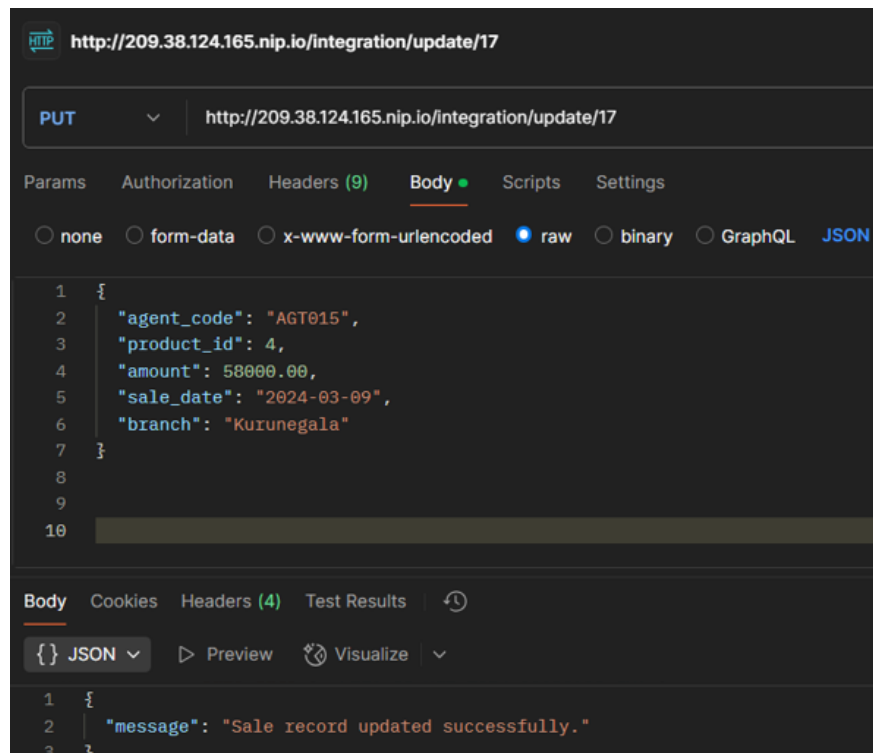 HTTP http://209.38.124.165.nip.io/integration/update/17
PUT http://209.38.124.165.nip.io/integration/update/17
Params Authorization Headers (9) Body Scripts Settings
none form-data x-www-form-urlencoded raw binary GraphQL JSON
1 {
2 "agent_code": "AGT015",
3 "product_id": 4,
4 "amount": 58000.00,
5 "sale_date": "2024-03-09",
6 "branch": "Kurunegala"
7 }
8
9
10
Body Cookies Headers (4) Test Results
{} JSON Preview Visualize
1 {
2 "message": "Sale record updated successfully."
3 }